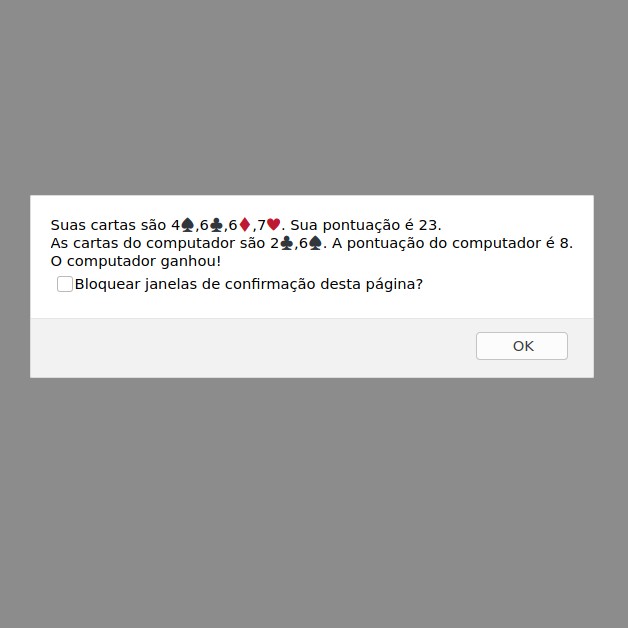 Suas cartas são 4♠,6♣,6♦,7♥. Sua pontuação é 23.
As cartas do computador são 2♣,6♠. A pontuação do computador é 8.
O computador ganhou!
Bloquear janelas de confirmação desta página?
OK